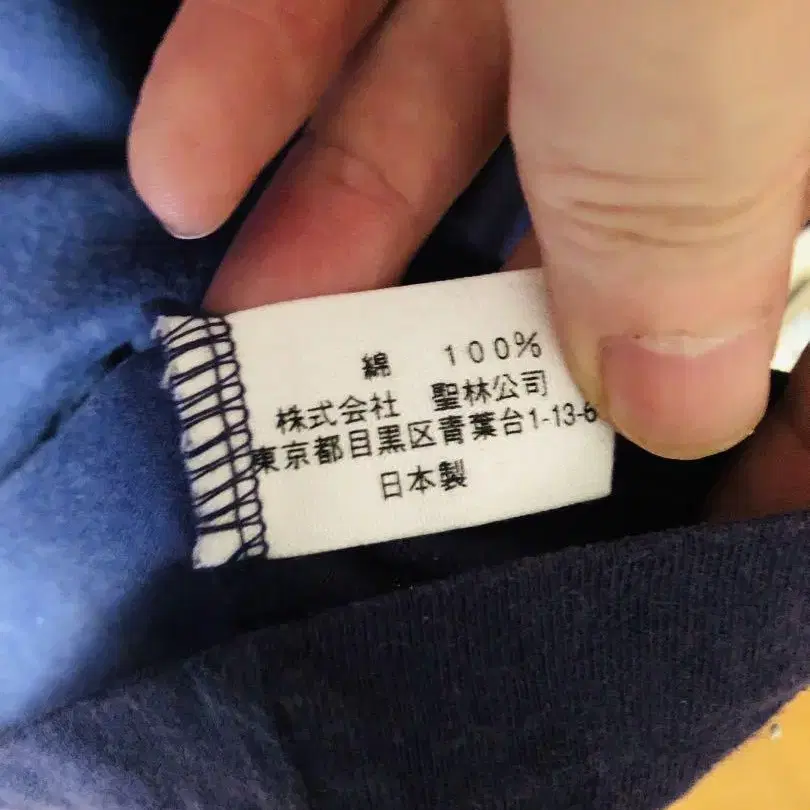 綿 100%
株式会社 聖林公司
東京都目黒区青葉台1-13-6
日本製